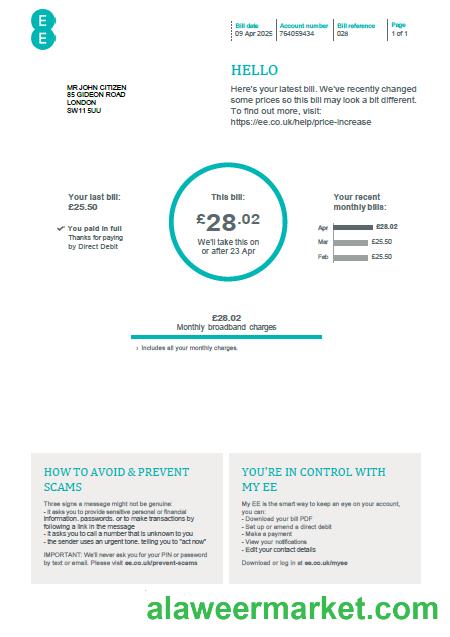 E
E
Bill date
09 Apr 2025
Account number
764059434
Bill reference
028
Page
1 of 1
HELLO
MR JOHN CITIZEN
85 GIDEON ROAD
LONDON
SW11 5UU
Here's your latest bill. We've recently changed
some prices so this bill may look a bit different.
To find out more, visit:
https://ee.co.uk/help/price-increase
Your last bill:
£25.50
You paid in full
Thanks for paying
by Direct Debit
This bill:
£28.02
We'll take this on
or after 23 Apr
Your recent
monthly bills:
Apr £28.02
Mar £25.50
Feb £25.50
£28.02
Monthly broadband charges
› Includes all your monthly charges.
HOW TO AVOID & PREVENT
SCAMS
Three signs a message might not be genuine:
- it asks you to provide sensitive personal or financial
information, passwords, or to make transactions by
following a link in the message
- it asks you to call a number that is unknown to you
- the sender uses an urgent tone, telling you to "act now"
IMPORTANT: We'll never ask you for your PIN or password
by text or email. Please visit ee.co.uk/prevent-scams
YOU'RE IN CONTROL WITH
MY EE
My EE is the smart way to keep an eye on your account,
you can:
- Download your bill PDF
- Set up or amend a direct debit
- Make a payment
- View your notifications
- Edit your contact details
Download or log in at ee.co.uk/myee
alaweermarket.com